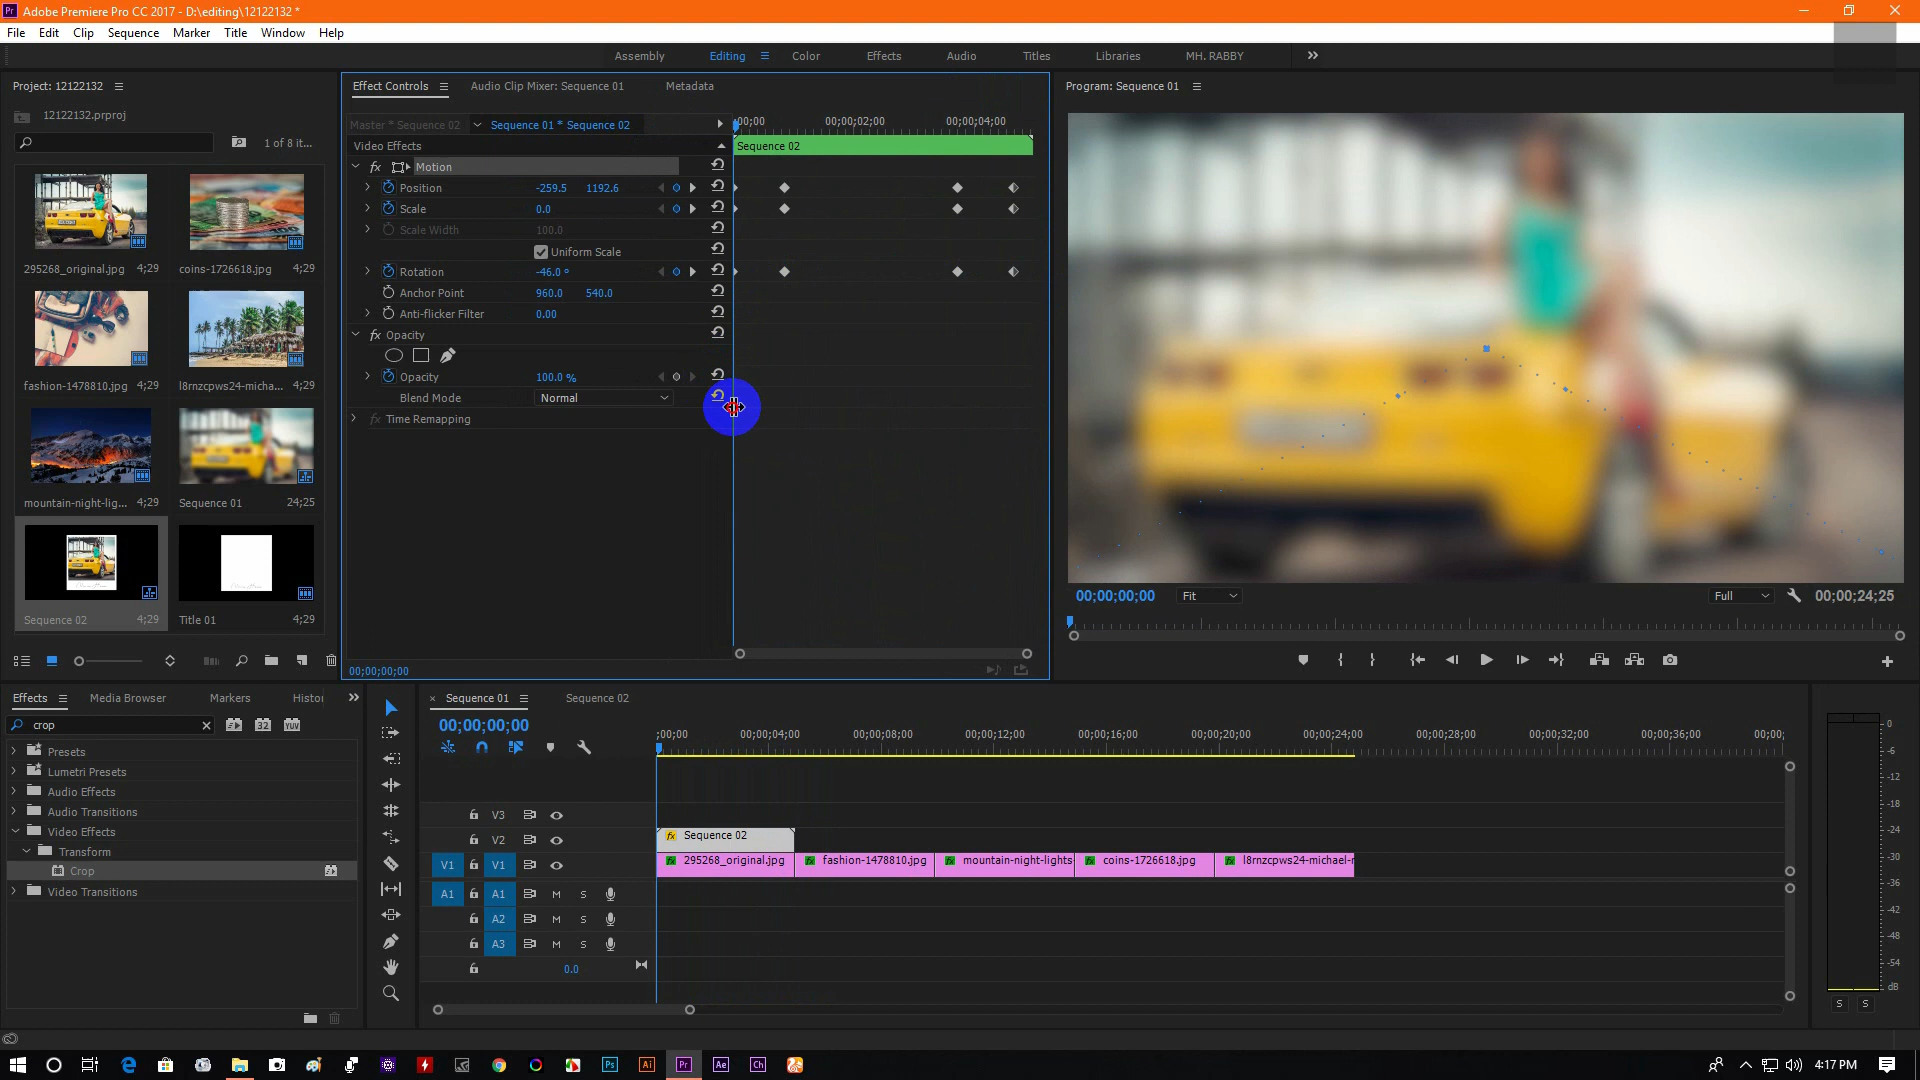 Adobe Premiere Pro CC 2017 - D:\editing\12122132 *
File Edit Clip Sequence Marker Title Window Help
Assembly Editing Color Effects Audio Titles Libraries MH. RABBY
Project: 12122132
12122132.prproj
1 of 8 it...
295268_original.jpg 4;29
coins-1726618.jpg 4;29
fashion-1478810.jpg 4;29
l8rnzcpws24-micha... 4;29
mountain-night-lig... 4;29
Sequence 01 24;25
Sequence 02 4;29
Title 01 4;29
Effect Controls Audio Clip Mixer: Sequence 01 Metadata
Master * Sequence 02 Sequence 01 * Sequence 02
;00;00 00;00;02;00 00;00;04;00
Video Effects Sequence 02
fx Motion
Position -259.5 1192.6
Scale 0.0
Scale Width 100.0
Uniform Scale
Rotation -46.0 °
Anchor Point 960.0 540.0
Anti-flicker Filter 0.00
fx Opacity
Opacity 100.0 %
Blend Mode Normal
fx Time Remapping
00;00;00;00
Program: Sequence 01
00;00;00;00 Fit Full 00;00;24;25
Effects Media Browser Markers Histo
crop 32 YUV
Presets
Lumetri Presets
Audio Effects
Audio Transitions
Video Effects
Transform
Crop
Video Transitions
Sequence 01 Sequence 02
00;00;00;00
;00;00 00;00;04;00 00;00;08;00 00;00;12;00 00;00;16;00 00;00;20;00 00;00;24;00 00;00;28;00 00;00;32;00 00;00;36;00 00;00;
V3
V2 fx Sequence 02
V1 V1 fx 295268_original.jpg fx fashion-1478810.jpg fx mountain-night-lights fx coins-1726618.jpg fx l8rnzcpws24-michael-r
A1 A1 M S
A2 M S
A3 M S
0.0
0
-6
-12
-18
-24
-30
-36
-42
-48
-54
dB
S S
Ps Ai Pr Ae Ch
4:17 PM